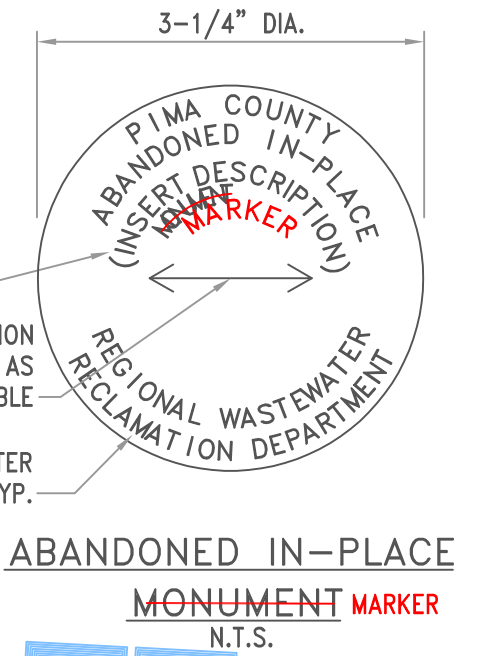 3-1/4" DIA.
PIMA COUNTY
ABANDONED IN-PLACE
(INSERT DESCRIPTION)
MONUMENT
MARKER
ION
AS
BLE
REGIONAL WASTEWATER
RECLAMATION DEPARTMENT
TER
YP.
ABANDONED IN-PLACE
MONUMENT MARKER
N.T.S.